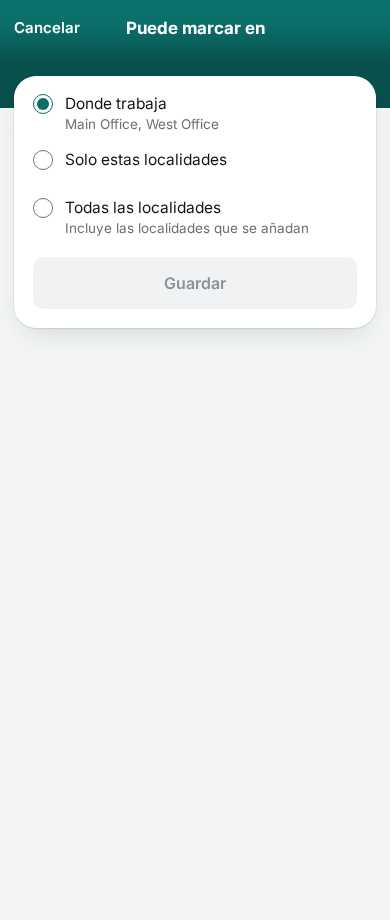 Cancelar
Puede marcar en
Donde trabaja
Main Office, West Office
Solo estas localidades
Todas las localidades
Incluye las localidades que se añadan
Guardar